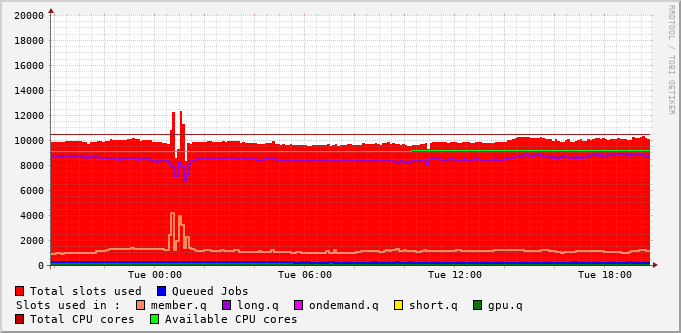 20000
18000
16000
14000
12000
10000
8000
6000
4000
2000
0
Tue 00:00 Tue 06:00 Tue 12:00 Tue 18:00
RRDTOOL / TOBI OETIKER
Total slots used Queued Jobs
Slots used in : member.q long.q ondemand.q short.q gpu.q
Total CPU cores Available CPU cores